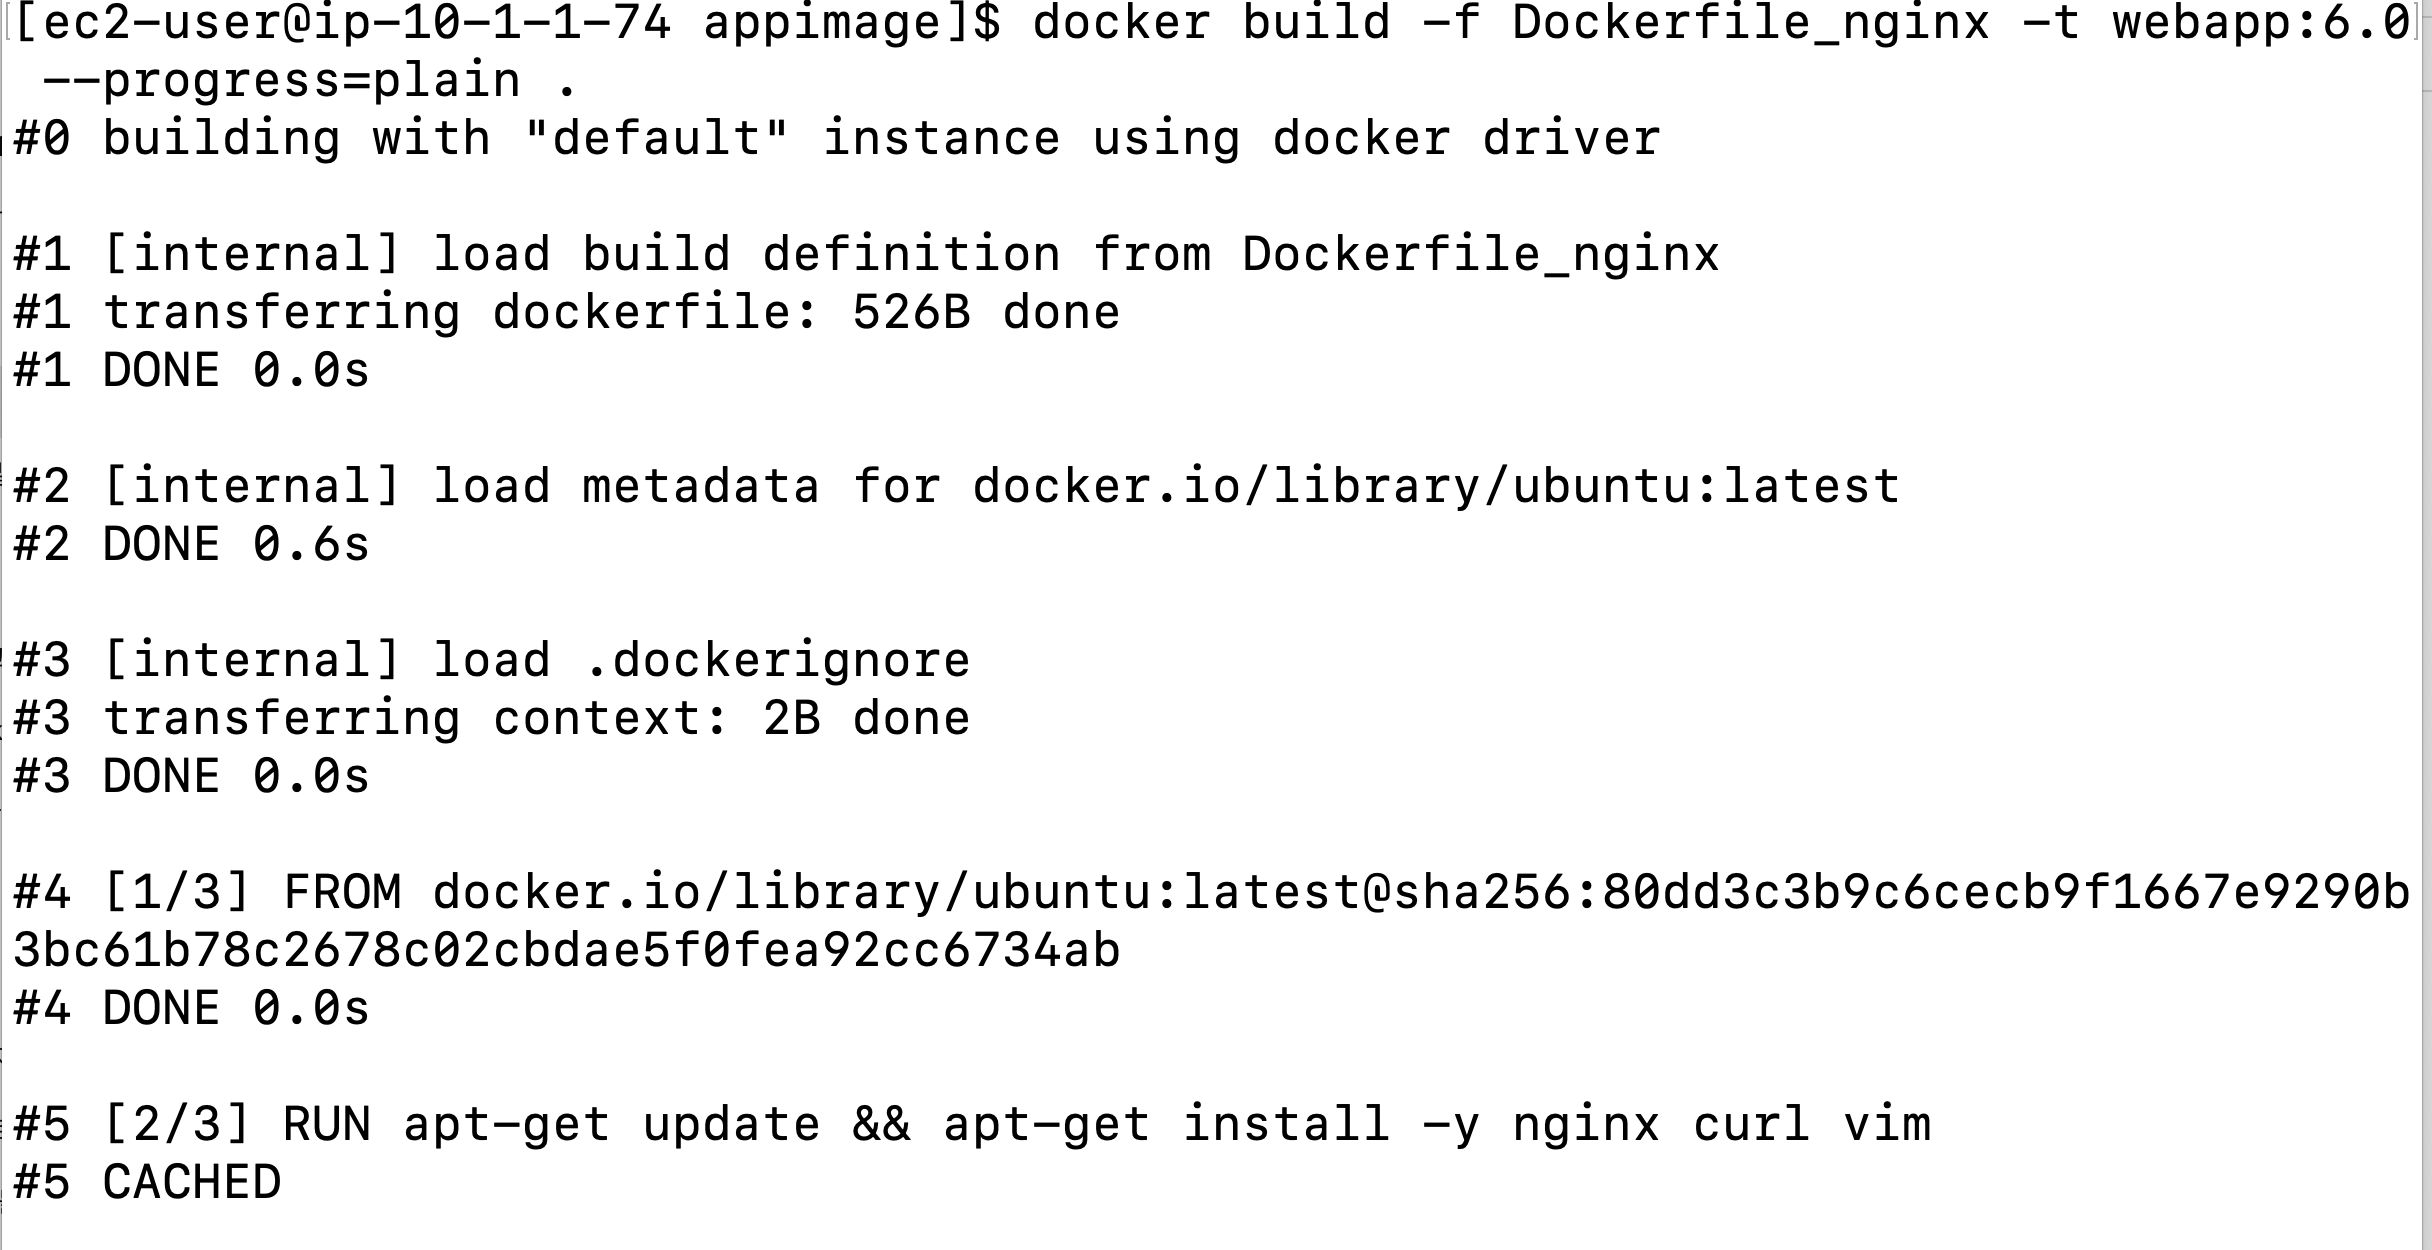 [ec2-user@ip-10-1-1-74 appimage]$ docker build -f Dockerfile_nginx -t webapp:6.0
 --progress=plain .
#0 building with "default" instance using docker driver
#1 [internal] load build definition from Dockerfile_nginx
#1 transferring dockerfile: 526B done
#1 DONE 0.0s
#2 [internal] load metadata for docker.io/library/ubuntu:latest
#2 DONE 0.6s
#3 [internal] load .dockerignore
#3 transferring context: 2B done
#3 DONE 0.0s
#4 [1/3] FROM docker.io/library/ubuntu:latest@sha256:80dd3c3b9c6cecb9f1667e9290b
3bc61b78c2678c02cbdae5f0fea92cc6734ab
#4 DONE 0.0s
#5 [2/3] RUN apt-get update && apt-get install -y nginx curl vim
#5 CACHED